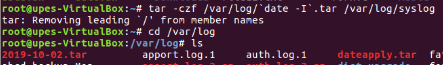 root@upes-VirtualBox:~# tar -czf /var/log/`date -I`.tar /var/log/syslog
tar: Removing leading `/' from member names
root@upes-VirtualBox:~# cd /var/log
root@upes-VirtualBox:/var/log# ls
2019-10-02.tar apport.log.1 auth.log.1 dateapply.tar fa